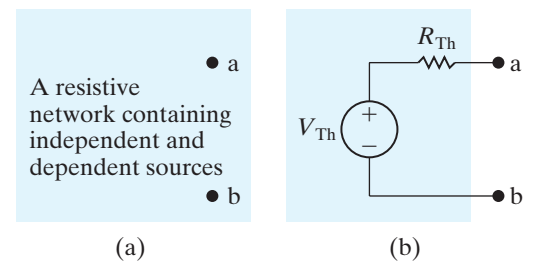 a
A resistive
network containing
independent and
dependent sources
b
(a)
R_Th
a
V_Th
+
−
b
(b)